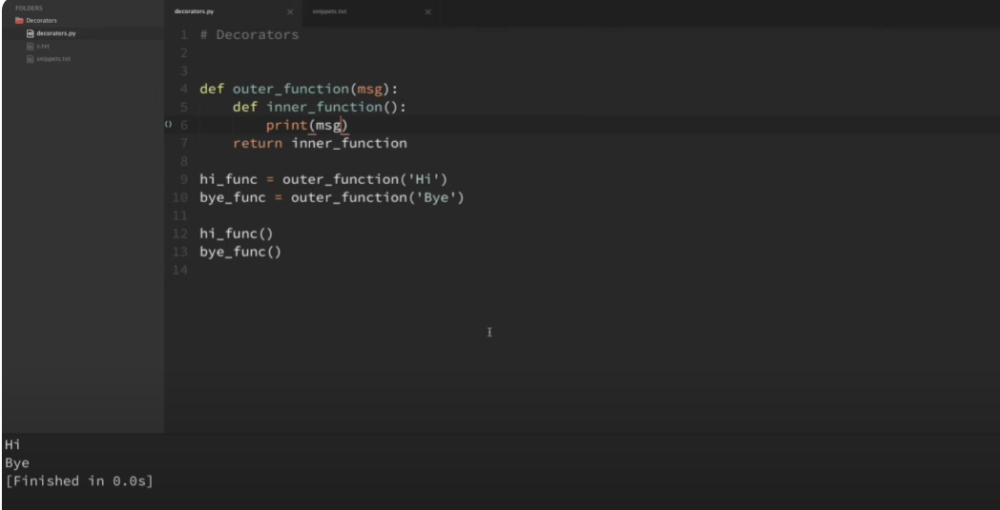 FOLDERS
Decorators
decorators.py
s.txt
snippets.txt
decorators.py
snippets.txt
1 # Decorators
2
3
4 def outer_function(msg):
5     def inner_function():
6         print(msg)
7     return inner_function
8
9 hi_func = outer_function('Hi')
10 bye_func = outer_function('Bye')
11
12 hi_func()
13 bye_func()
14
Hi
Bye
[Finished in 0.0s]